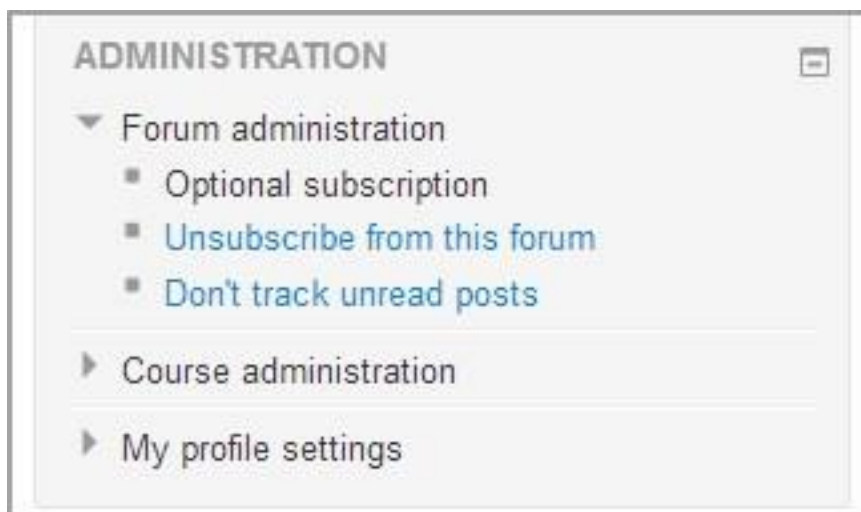 ADMINISTRATION
Forum administration
Optional subscription
Unsubscribe from this forum
Don't track unread posts
Course administration
My profile settings